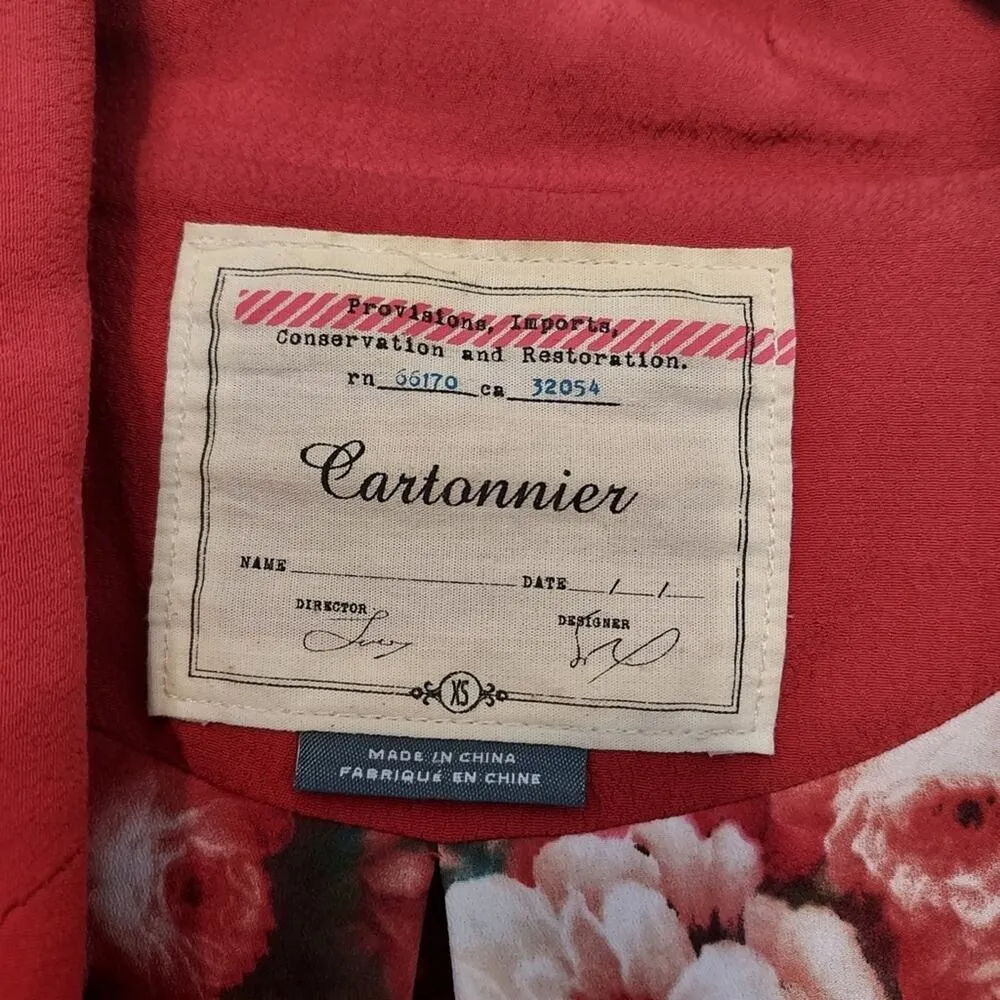 Provisions, Imports,
Conservation and Restoration.
rn 66170 ca 32054
Cartonnier
NAME DATE / /
DIRECTOR DESIGNER
XS
MADE IN CHINA
FABRIQUÉ EN CHINE